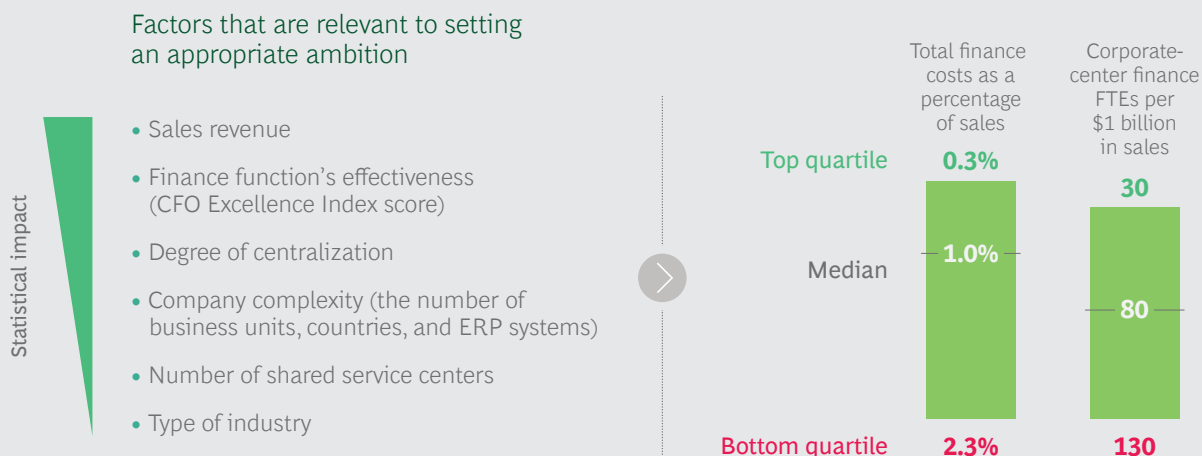 Factors that are relevant to setting
an appropriate ambition
Statistical impact
• Sales revenue
• Finance function’s effectiveness
(CFO Excellence Index score)
• Degree of centralization
• Company complexity (the number of
business units, countries, and ERP systems)
• Number of shared service centers
• Type of industry
Total finance
costs as a
percentage
of sales
Corporate-
center finance
FTEs per
$1 billion
in sales
Top quartile 0.3% 30
Median 1.0% 80
Bottom quartile 2.3% 130